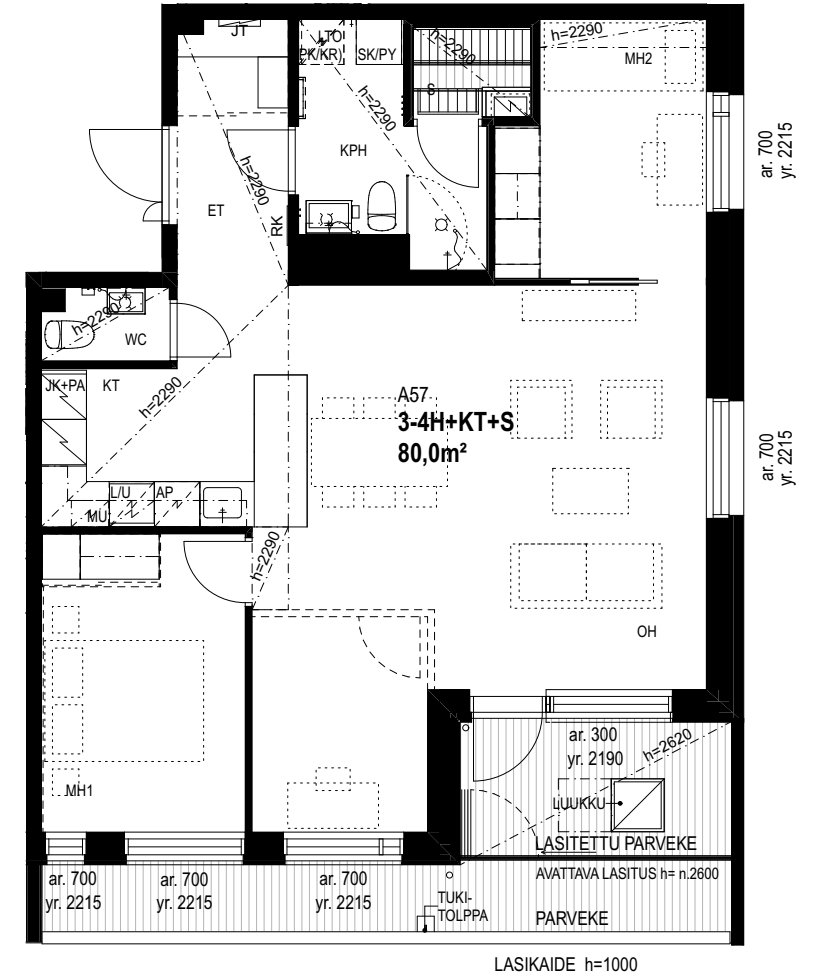 JT
LTO
(PK/KR)
SK/PY
h=2290
S
h=2290
MH2
h=2290
KPH
h=2290
ET
RK
ar. 700
yr. 2215
h=2290
WC
JK+PA
KT
h=2290
A57
3-4H+KT+S
80,0m²
ar. 700
yr. 2215
L/U
AP
MU
h=2290
OH
MH1
ar. 300
yr. 2190
h=2620
LUUKKU
LASITETTU PARVEKE
AVATTAVA LASITUS h= n.2600
ar. 700
yr. 2215
ar. 700
yr. 2215
ar. 700
yr. 2215
TUKI-
TOLPPA
PARVEKE
LASIKAIDE h=1000